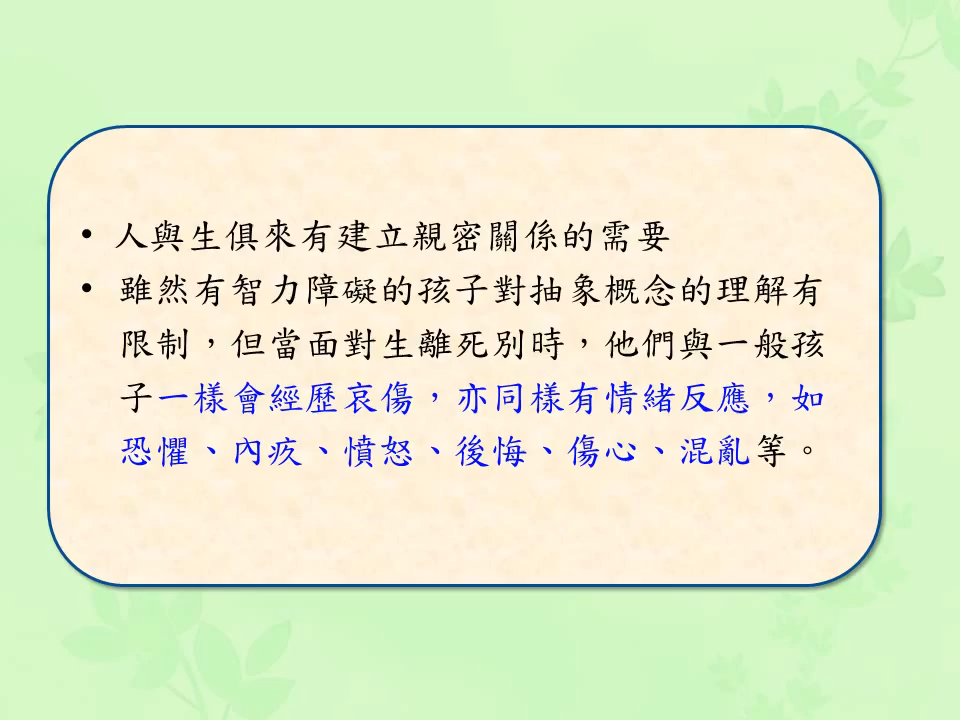 • 人與生俱來有建立親密關係的需要
• 雖然有智力障礙的孩子對抽象概念的理解有
限制，但當面對生離死別時，他們與一般孩
子一樣會經歷哀傷，亦同樣有情緒反應，如
恐懼、內疚、憤怒、後悔、傷心、混亂等。